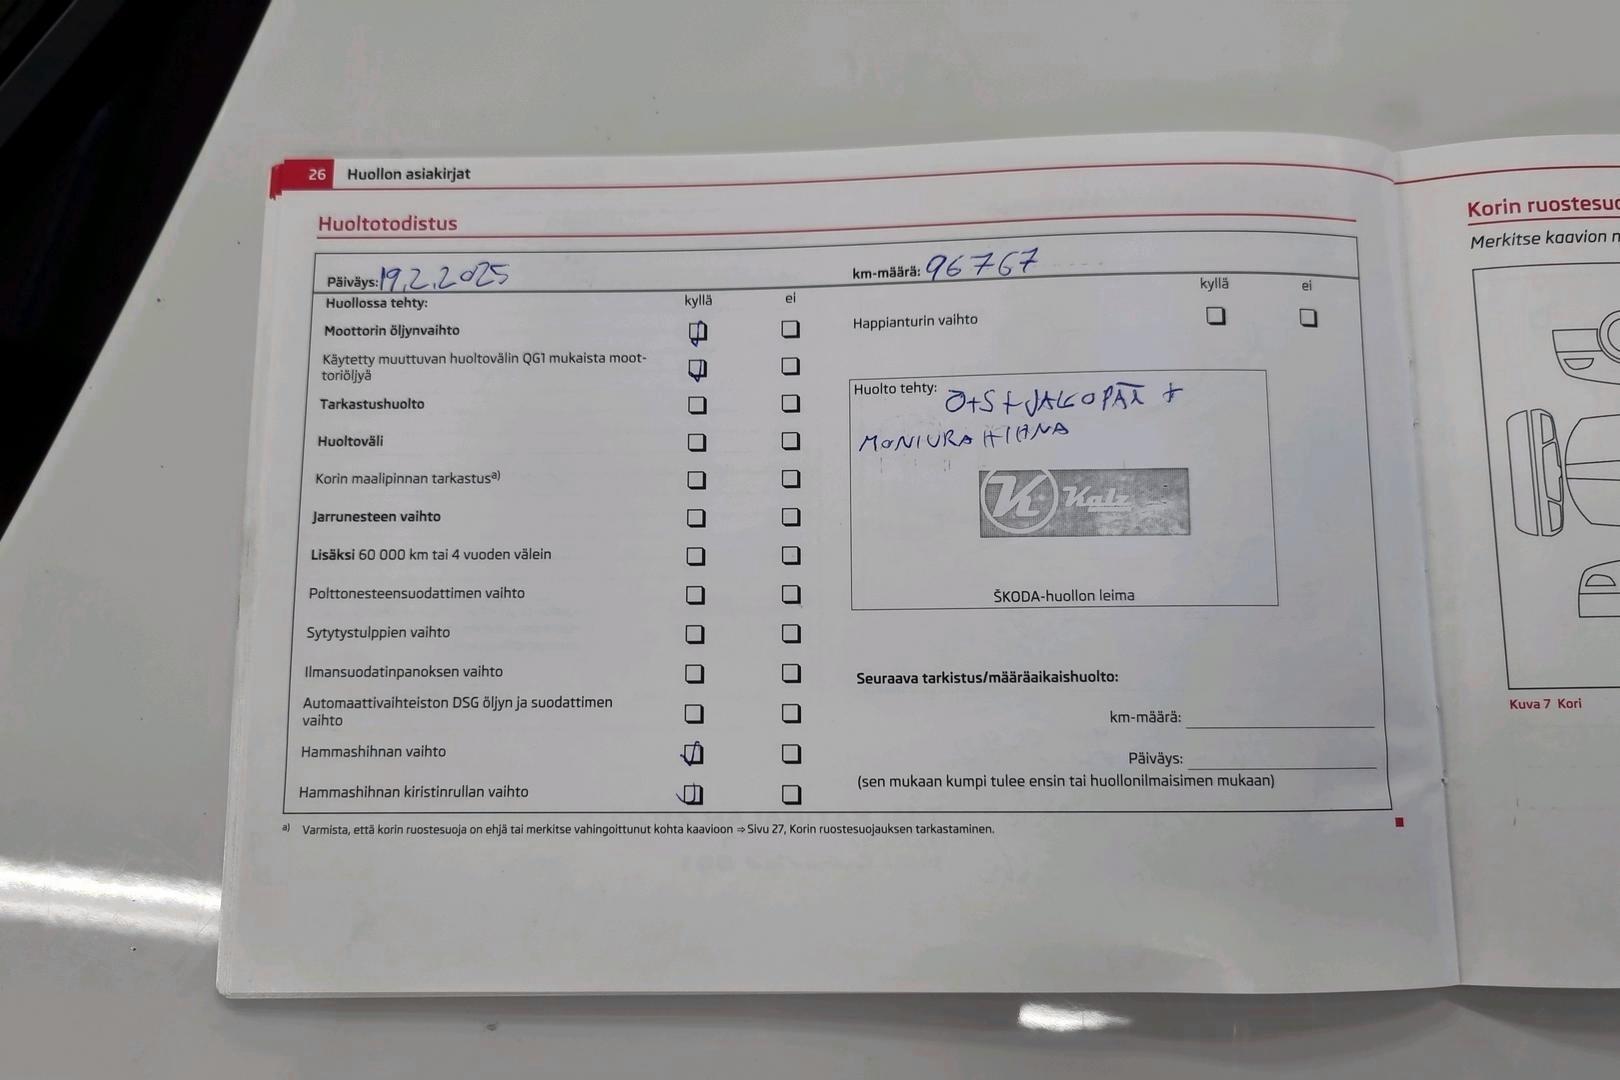 26 Huollon asiakirjat
Huoltotodistus
Päiväys: 19.2.2025
km-määrä: 96767
Huollossa tehty:
kyllä
ei
Moottorin öljynvaihto
Käytetty muuttuvan huoltovälin QG1 mukaista moot-
toriöljyä
Tarkastushuolto
Huoltoväli
Korin maalipinnan tarkastusa)
Jarrunesteen vaihto
Lisäksi 60 000 km tai 4 vuoden välein
Polttonesteensuodattimen vaihto
Sytytystulppien vaihto
Ilmansuodatinpanoksen vaihto
Automaattivaihteiston DSG öljyn ja suodattimen
vaihto
Hammashihnan vaihto
Hammashihnan kiristinrullan vaihto
kyllä
ei
Happianturin vaihto
Huolto tehty: Ö+S+JAKOPÄÄ +
MONIURAHIHNA
K Kalz
ŠKODA-huollon leima
Seuraava tarkistus/määräaikaishuolto:
km-määrä:
Päiväys:
(sen mukaan kumpi tulee ensin tai huollonilmaisimen mukaan)
a) Varmista, että korin ruostesuoja on ehjä tai merkitse vahingoittunut kohta kaavioon ⇒ Sivu 27, Korin ruostesuojauksen tarkastaminen.
Korin
Merkitse kaavion
Kuva 7 Kori